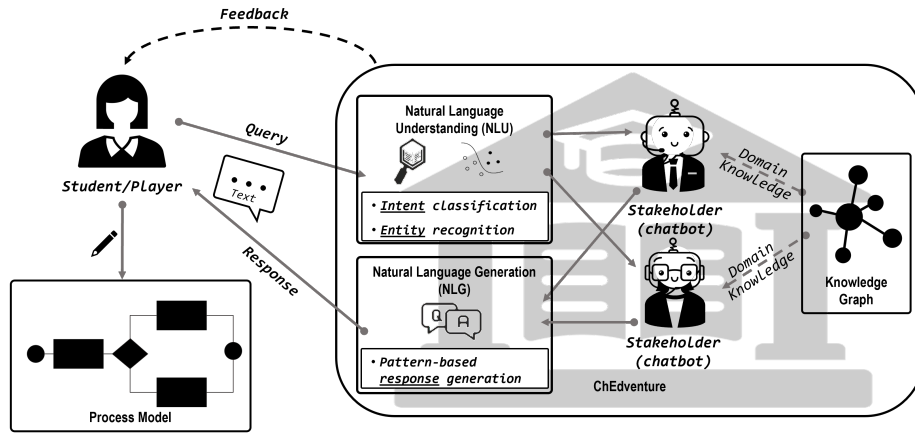 Feedback
Natural Language
Understanding (NLU)
Query
Text
Student/Player
• Intent classification
• Entity recognition
Stakeholder
(chatbot)
Domain
Knowledge
Domain
Knowledge
Knowledge
Graph
Response
Natural Language Generation
(NLG)
Q
A
• Pattern-based
response generation
Stakeholder
(chatbot)
ChEdventure
Process Model